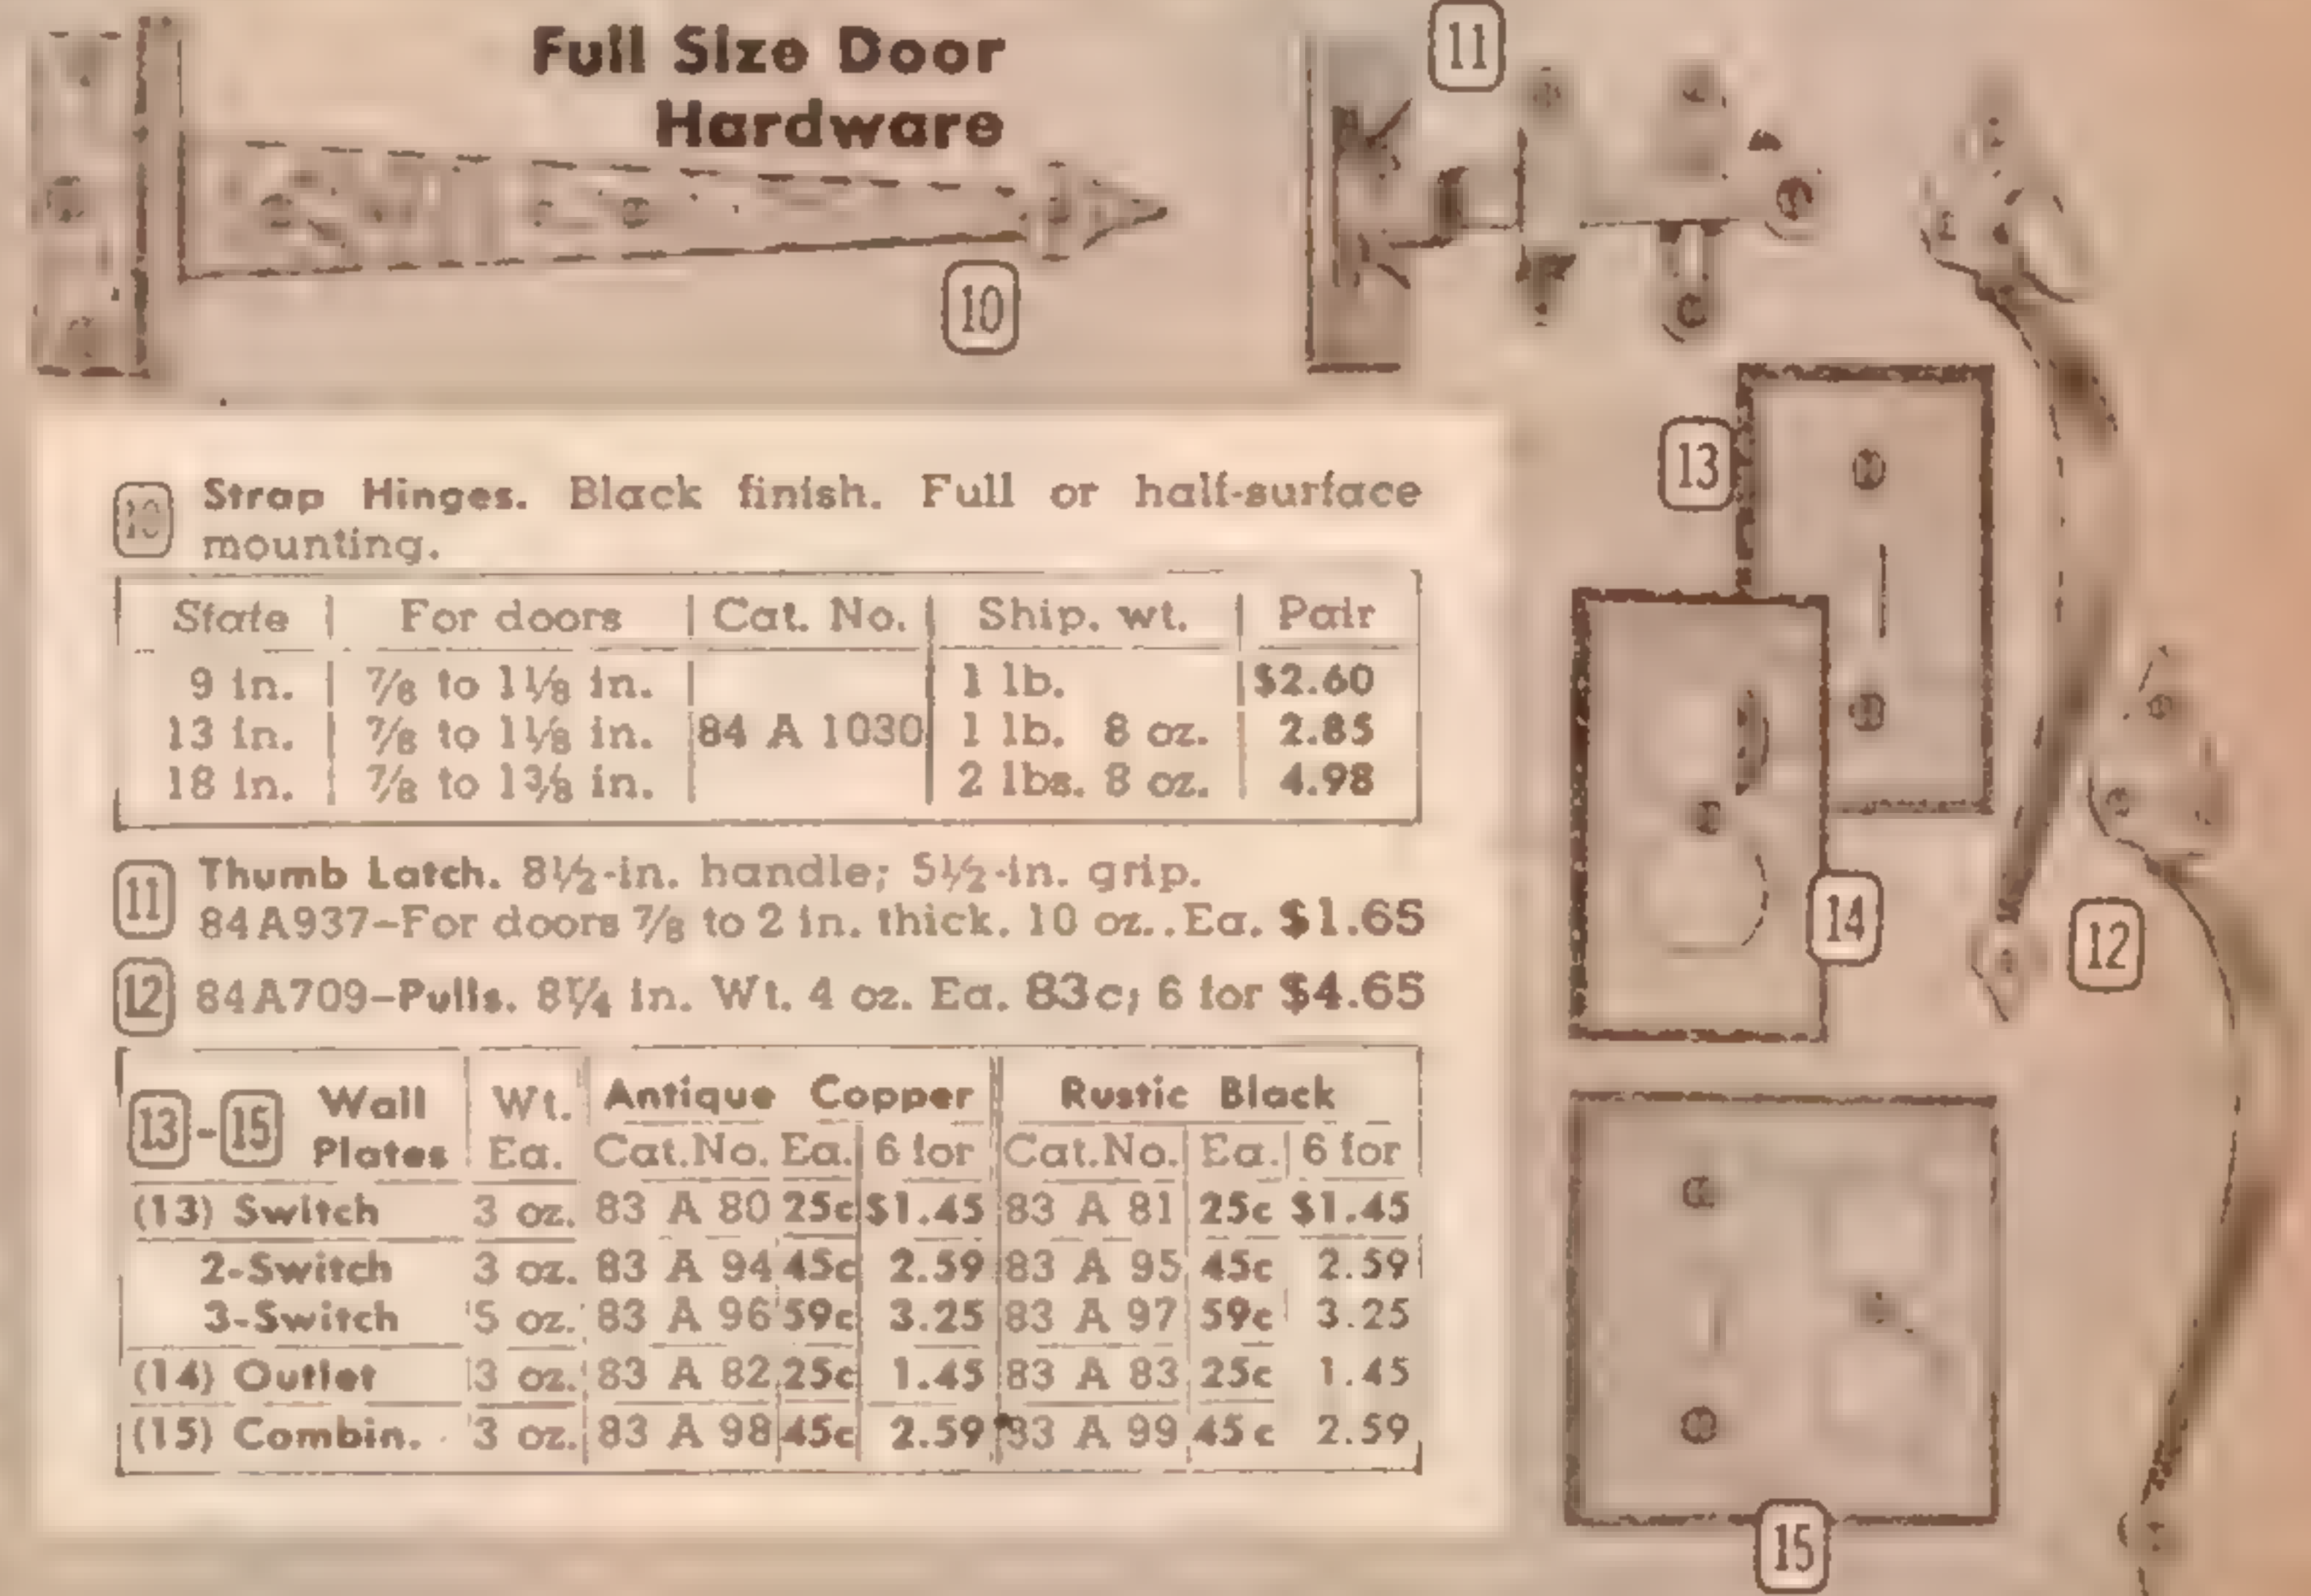 Full Size Door
Hardware
11
10
13
14
12
15
10 Strap Hinges. Black finish. Full or half-surface
mounting.
State | For doors | Cat. No. | Ship. wt. | Pair
9 in. | 7/8 to 1 1/8 in. | 1 lb. | $2.60
13 in. | 7/8 to 1 1/8 in. | 84 A 1030 | 1 lb. 8 oz. | 2.85
18 in. | 7/8 to 1 3/8 in. | 2 lbs. 8 oz. | 4.98
11 Thumb Latch. 8½-in. handle; 5½-in. grip.
84A937–For doors 7/8 to 2 in. thick. 10 oz..Ea. $1.65
12 84A709–Pulls. 8¼ in. Wt. 4 oz. Ea. 83c; 6 for $4.65
13-15 Wall Plates | Wt. Ea. | Antique Copper | Rustic Black
Cat.No. | Ea. | 6 for | Cat.No. | Ea. | 6 for
(13) Switch | 3 oz. | 83 A 80 | 25c | $1.45 | 83 A 81 | 25c | $1.45
2-Switch | 3 oz. | 83 A 94 | 45c | 2.59 | 83 A 95 | 45c | 2.59
3-Switch | 5 oz. | 83 A 96 | 59c | 3.25 | 83 A 97 | 59c | 3.25
(14) Outlet | 3 oz. | 83 A 82 | 25c | 1.45 | 83 A 83 | 25c | 1.45
(15) Combin. | 3 oz. | 83 A 98 | 45c | 2.59 | 83 A 99 | 45c | 2.59